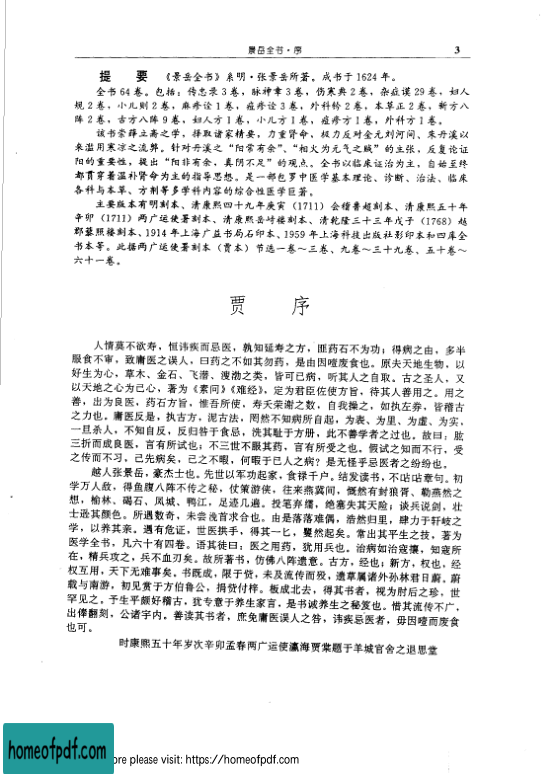 景岳全书·序
3
提 要 《景岳全书》系明·张景岳所著。成书于1624年。
全书64卷。包括：传忠录3卷，脉神章3卷，伤寒典2卷，杂症谟29卷，妇人
规2卷，小儿则2卷，麻疹诠1卷，痘疹诠3卷，外科钤2卷，本草正2卷，新方八
阵2卷，古方八阵9卷，妇人方1卷，小儿方1卷，痘疹方1卷，外科方1卷。
该书崇薛立斋之学，择取诸家精要，力重肾命，极力反对金元刘河间、朱丹溪以
来滥用寒凉之流弊。针对丹溪之“阳常有余”、“相火为元气之贼”的主张，反复论证
阳的重要性，提出“阳非有余，真阴不足”的观点。全书以临床证治为主，自始至终
都贯穿着温补肾命为主的指导思想。是一部包罗中医学基本理论、诊断、治法、临床
各科与本草、方剂等多学科内容的综合性医学巨著。
主要版本有明刻本、清康熙四十九年庚寅（1711）会稽鲁超刻本、清康熙五十年
辛卯（1711）两广运使署刻本、清康熙岳峙楼刻本、清乾隆三十三年戊子（1768）越
郡藜照楼刻本、1914年上海广益书局石印本、1959年上海科技出版社影印本和四库全
书本等。此据两广运使署刻本（贾本）节选一卷～三卷、九卷～三十九卷、五十卷～
六十一卷。
贾 序
人情莫不欲寿，恒讳疾而忌医，孰知延寿之方，匪药石不为功；得病之由，多半
服食不审，致庸医之误人，曰药之不如其勿药，是由因噎废食也。原夫天地生物，以
好生为心，草木、金石、飞潜、溲渤之类，皆可已病，听其人之自取。古之圣人，又
以天地之心为己心，著为《素问》《难经》，定为君臣佐使方旨，待其人善用之。用之
善，出为良医，药石方旨，惟吾所使，寿夭荣谢之数，自我操之，如执左券，皆稽古
之力也。庸医反是，执古方，泥古法，罔然不知病所自起，为表、为里、为虚、为实，
一旦杀人，不知自反，反归咎于食忌，洗其耻于方册，此不善学者之过也。故曰：肱
三折而成良医，言有所试也；不三世不服其药，言有所受之也。假试之知而不行，受
之传而不习，己先病矣，已之不暇，何暇于已人之病？是无怪乎忌医者之纷纷也。
越人张景岳，豪杰士也。先世以军功起家，食禄千户。结发读书，不呫呫章句。初
学万人敌，得鱼腹八阵不传之秘，仗策游侠，往来燕冀间，慨然有封狼胥、勒燕然之
想，榆林、碣石、凤城、鸭江，足迹几遍。投笔弃𦈡，绝塞失其天险；谈兵说剑，壮
士逊其颜色。所遇数奇，未尝浼首求合也。由是落落难偶，浩然归里，肆力于轩岐之
学，以养其亲。遇有危证，世医拱手，得其一匕，矍然起矣。常出其平生之技，著为
医学全书，凡六十有四卷。语其徒曰：医之用药，犹用兵也。治病如治寇攘，知寇所
在，精兵攻之，兵不血刃矣。故所著书，仿佛八阵遗意。古方，经也；新方，权也，经
权互用，天下无难事矣。书既成，限于赀，未及流传而殁，遗草属诸外孙林君日蔚。蔚
载与南游，初见赏于方伯鲁公，捐赀付梓。板成北去，得其书者，视为肘后之珍，世
罕见之。予生平颇好稽古，犹专意于养生家言，是书诚养生之秘笈也。惜其流传不广，
出俸翻刻，公诸宇内。善读其书者，庶免庸医误人之咎，讳疾忌医者，毋因噎而废食
也可。
时康熙五十年岁次辛卯孟春两广运使瀛海贾棠题于羊城官舍之退思堂
homeofpdf.com
ore please visit: https://homeofpdf.com